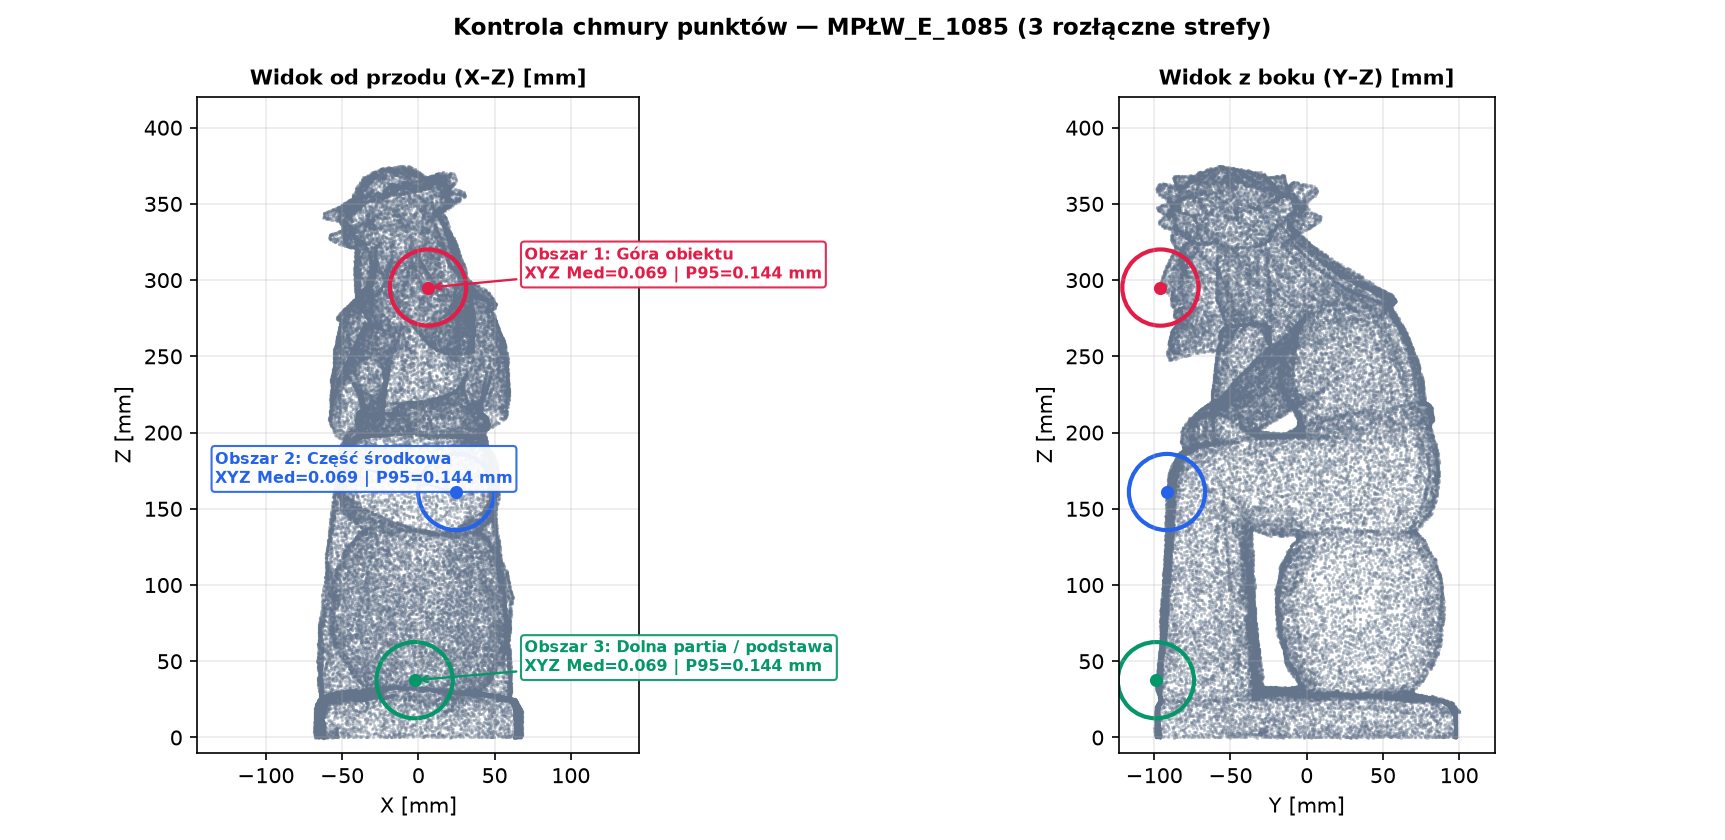 Kontrola chmury punktów — MPŁW_E_1085 (3 rozłączne strefy)
Widok od przodu (X–Z) [mm]
400
350
300
250
200
150
100
50
0
Z [mm]
−100
−50
0
50
100
X [mm]
Obszar 1: Góra obiektu
XYZ Med=0.069 | P95=0.144 mm
Obszar 2: Część środkowa
XYZ Med=0.069 | P95=0.144 mm
Obszar 3: Dolna partia / podstawa
XYZ Med=0.069 | P95=0.144 mm
Widok z boku (Y–Z) [mm]
400
350
300
250
200
150
100
50
0
Z [mm]
−100
−50
0
50
100
Y [mm]